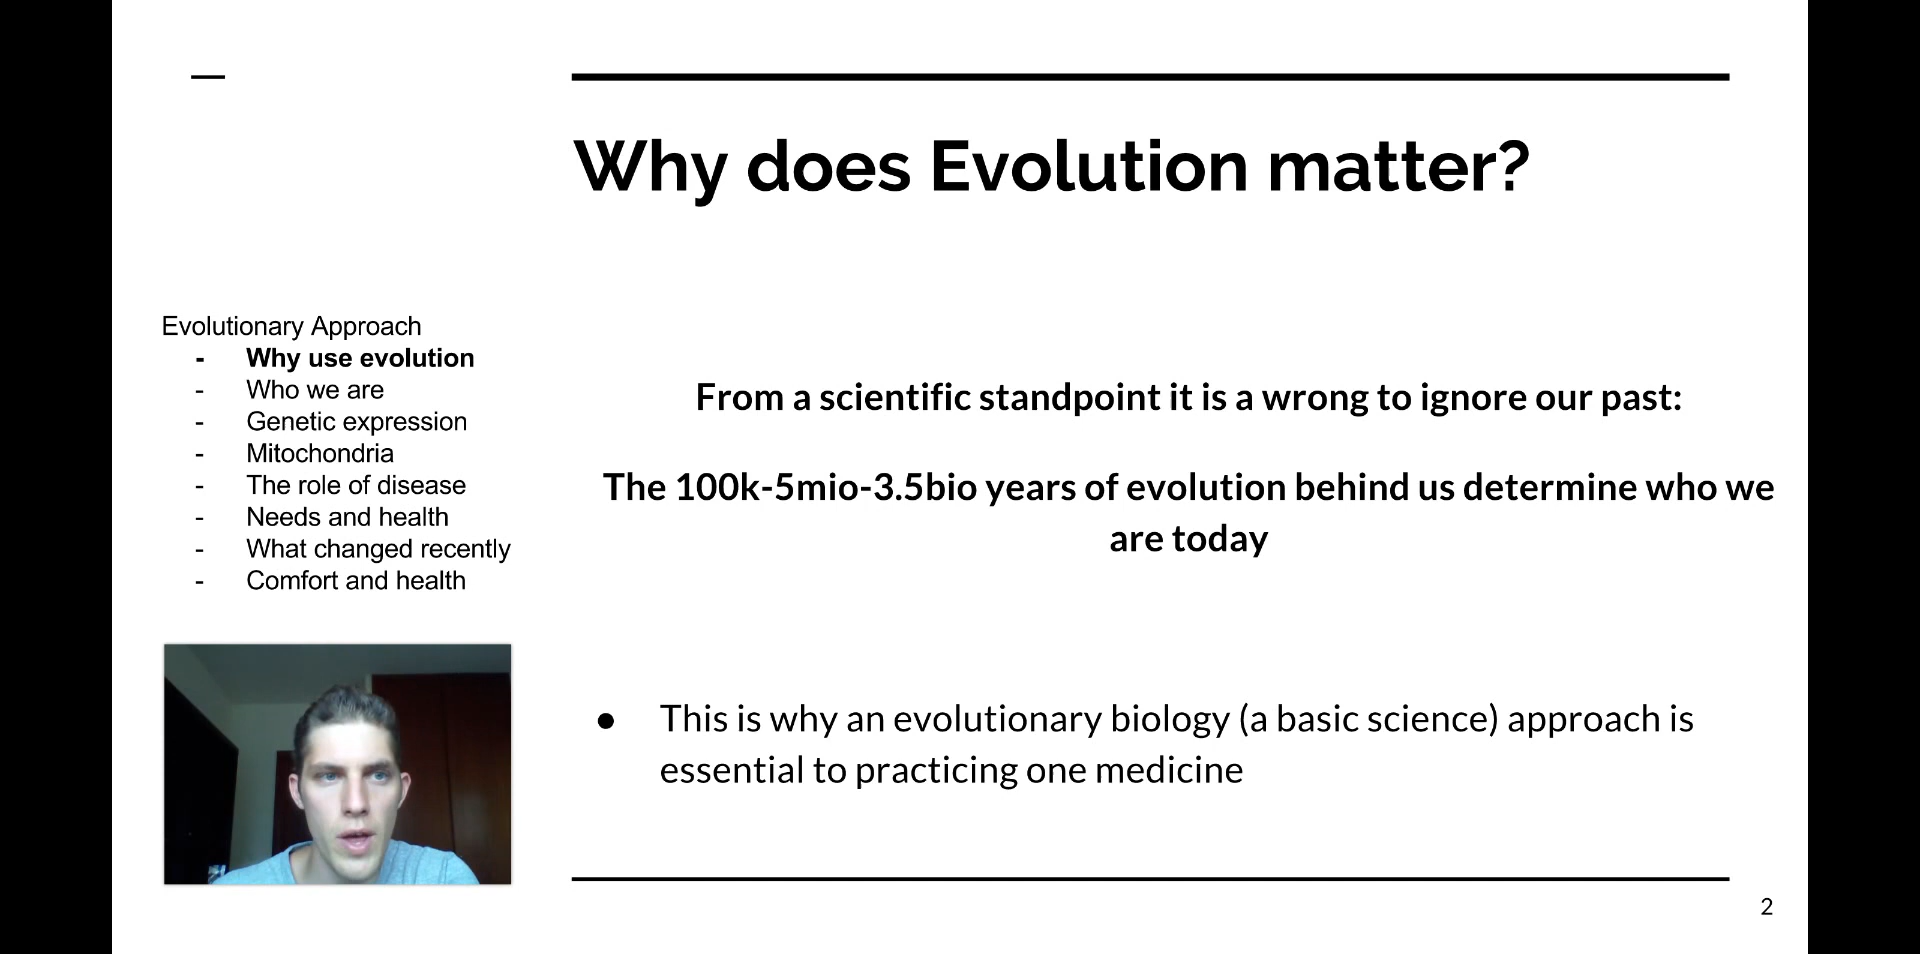 Why does Evolution matter?
Evolutionary Approach
- Why use evolution
- Who we are
- Genetic expression
- Mitochondria
- The role of disease
- Needs and health
- What changed recently
- Comfort and health
From a scientific standpoint it is a wrong to ignore our past:
The 100k-5mio-3.5bio years of evolution behind us determine who we
are today
● This is why an evolutionary biology (a basic science) approach is
essential to practicing one medicine
2